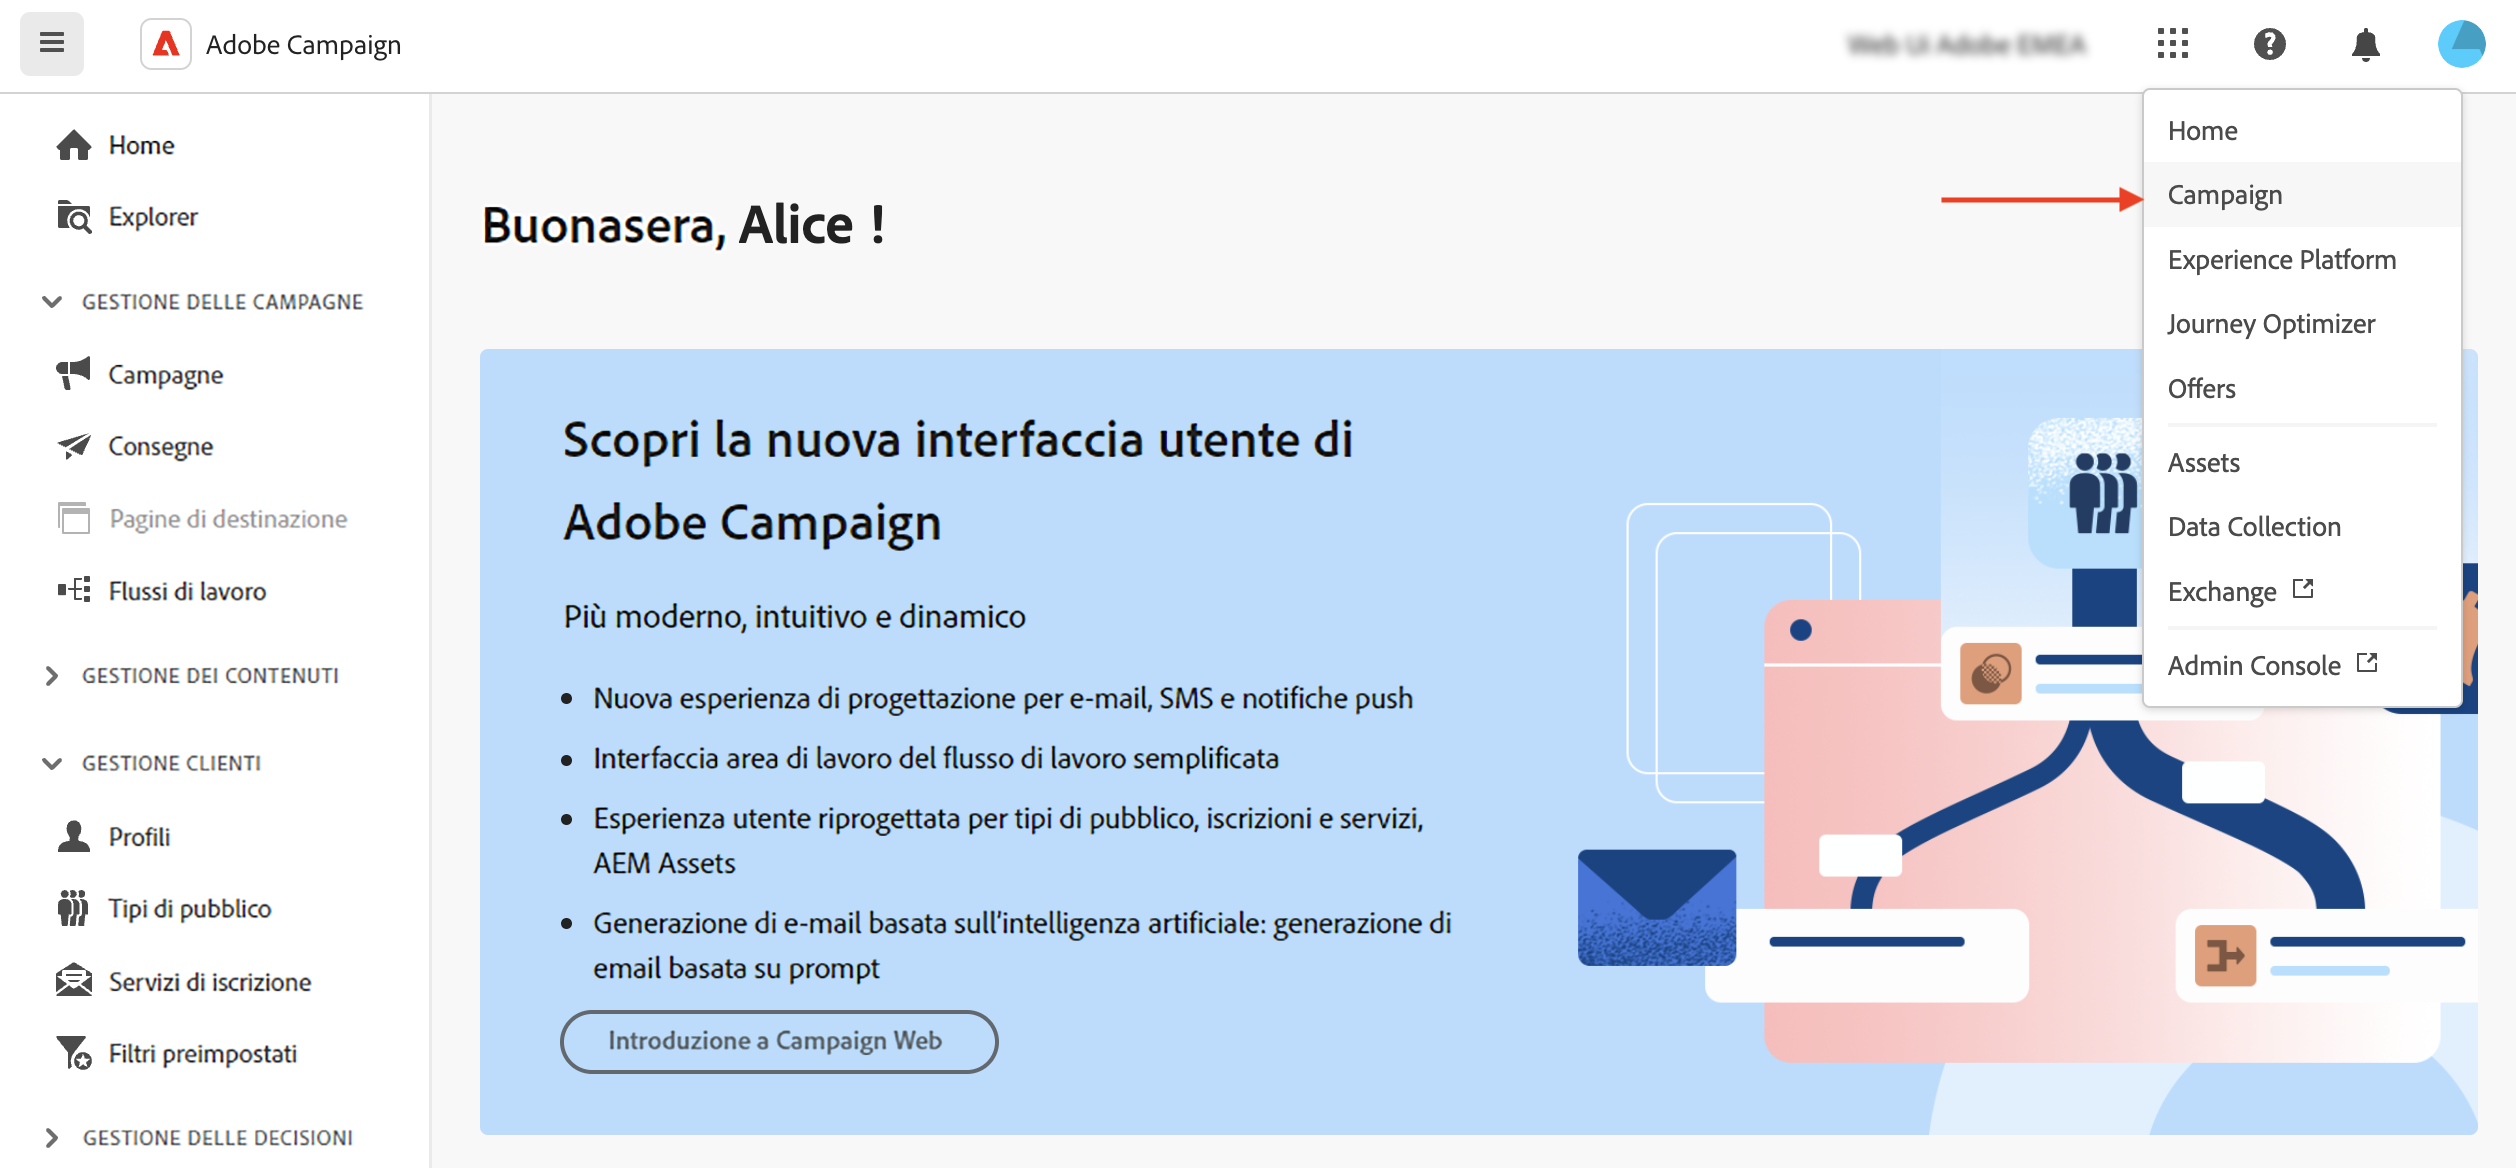 Adobe Campaign
Home
Explorer
GESTIONE DELLE CAMPAGNE
Campagne
Consegne
Pagine di destinazione
Flussi di lavoro
GESTIONE DEI CONTENUTI
GESTIONE CLIENTI
Profili
Tipi di pubblico
Servizi di iscrizione
Filtri preimpostati
GESTIONE DELLE DECISIONI
Buonasera, Alice !
Scopri la nuova interfaccia utente di
Adobe Campaign
Più moderno, intuitivo e dinamico
Nuova esperienza di progettazione per e-mail, SMS e notifiche push
Interfaccia area di lavoro del flusso di lavoro semplificata
Esperienza utente riprogettata per tipi di pubblico, iscrizioni e servizi,
AEM Assets
Generazione di e-mail basata sull'intelligenza artificiale: generazione di
email basata su prompt
Introduzione a Campaign Web
Home
Campaign
Experience Platform
Journey Optimizer
Offers
Assets
Data Collection
Exchange
Admin Console